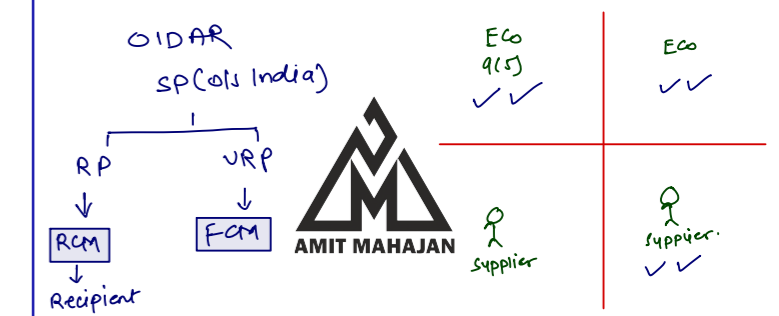 OIDAR
SP(o/s India)
RP
URP
RCM
FCM
Recipient
AMIT MAHAJAN
ECO
9(5)
ECO
Supplier
Supplier.